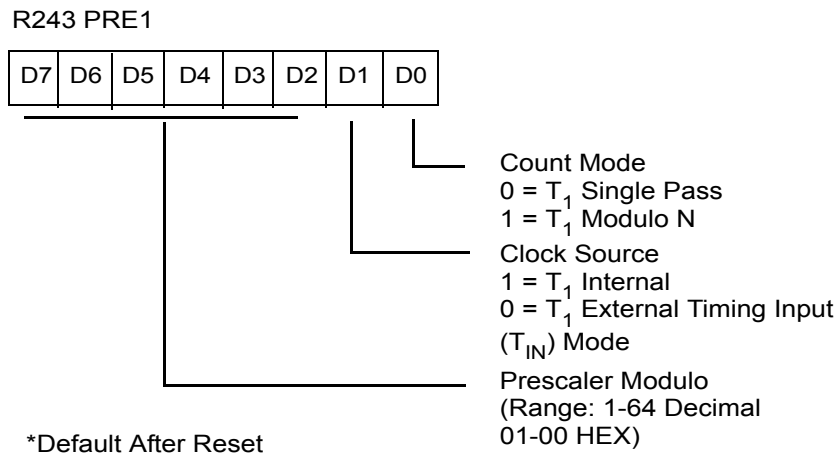 R243 PRE1
D7 D6 D5 D4 D3 D2 D1 D0
Count Mode
0 = T1 Single Pass
1 = T1 Modulo N
Clock Source
1 = T1 Internal
0 = T1 External Timing Input
(TIN) Mode
Prescaler Modulo
(Range: 1-64 Decimal
01-00 HEX)
*Default After Reset